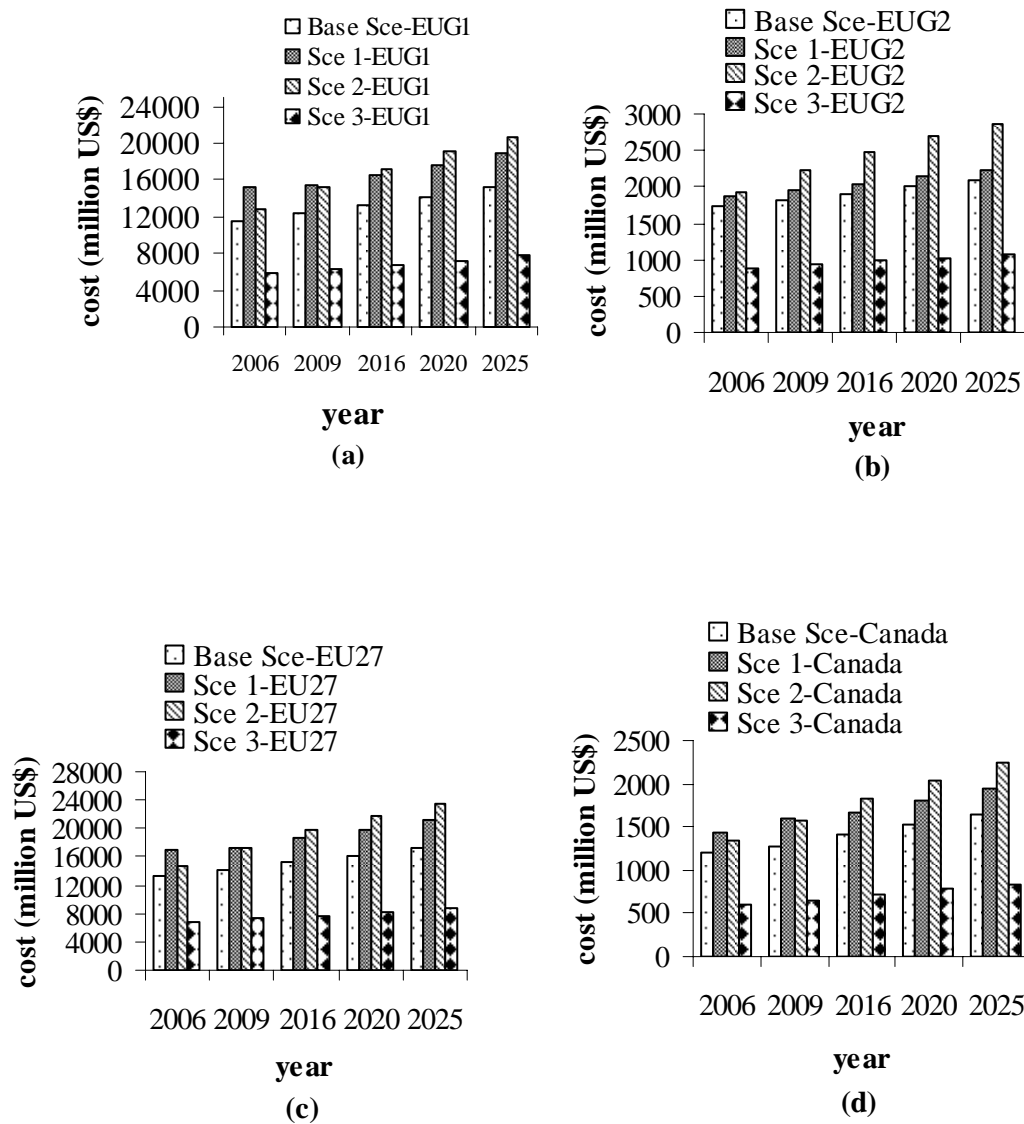 Base Sce-EUG1
Sce 1-EUG1
Sce 2-EUG1
Sce 3-EUG1
cost (million US$)
24000
20000
16000
12000
8000
4000
0
2006 2009 2016 2020 2025
year
(a)
Base Sce-EUG2
Sce 1-EUG2
Sce 2-EUG2
Sce 3-EUG2
cost (million US$)
3000
2500
2000
1500
1000
500
0
2006 2009 2016 2020 2025
year
(b)
Base Sce-EU27
Sce 1-EU27
Sce 2-EU27
Sce 3-EU27
cost (million US$)
28000
24000
20000
16000
12000
8000
4000
0
2006 2009 2016 2020 2025
year
(c)
Base Sce-Canada
Sce 1-Canada
Sce 2-Canada
Sce 3-Canada
cost (million US$)
2500
2000
1500
1000
500
0
2006 2009 2016 2020 2025
year
(d)